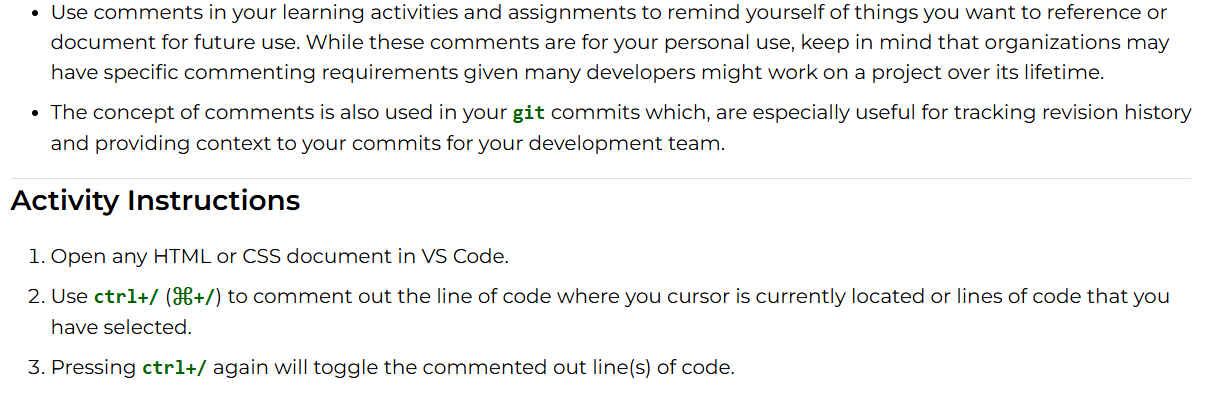 • Use comments in your learning activities and assignments to remind yourself of things you want to reference or
document for future use. While these comments are for your personal use, keep in mind that organizations may
have specific commenting requirements given many developers might work on a project over its lifetime.
• The concept of comments is also used in your git commits which, are especially useful for tracking revision history
and providing context to your commits for your development team.
Activity Instructions
1. Open any HTML or CSS document in VS Code.
2. Use ctrl+/ (⌘+/) to comment out the line of code where you cursor is currently located or lines of code that you
have selected.
3. Pressing ctrl+/ again will toggle the commented out line(s) of code.